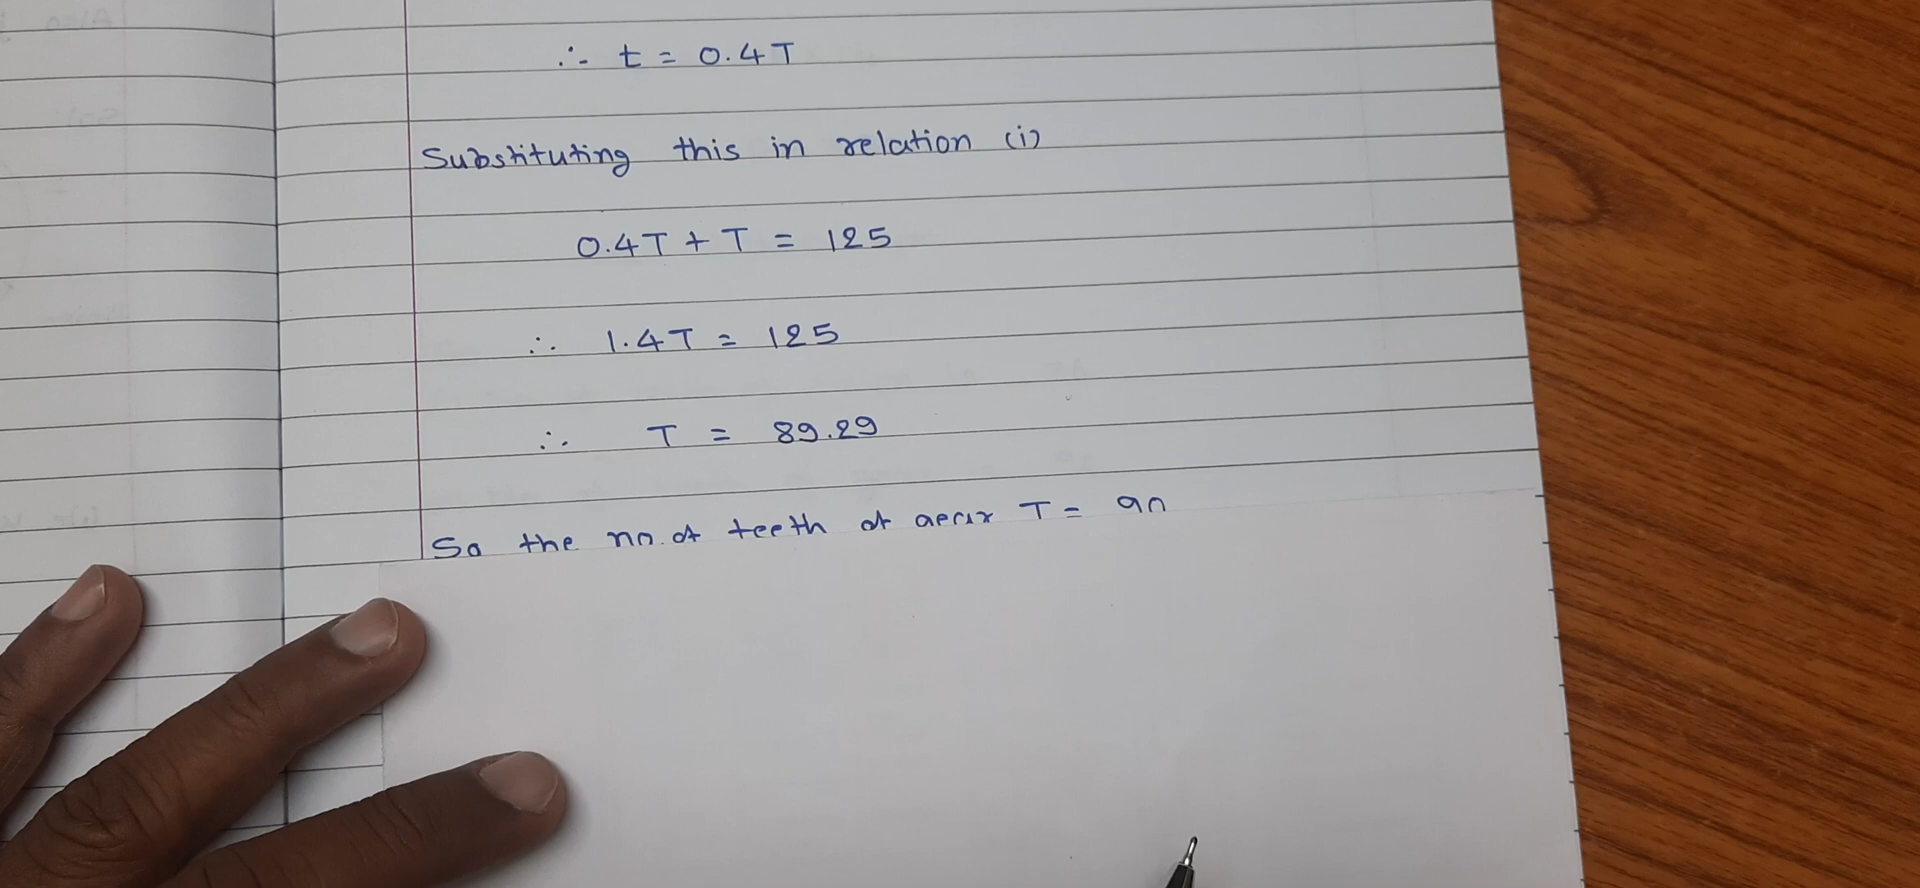 ∴ t = 0.4T
Substituting this in relation (i)
0.4T + T = 125
∴ 1.4T = 125
∴ T = 89.29
So the no. of teeth of gear T = 90